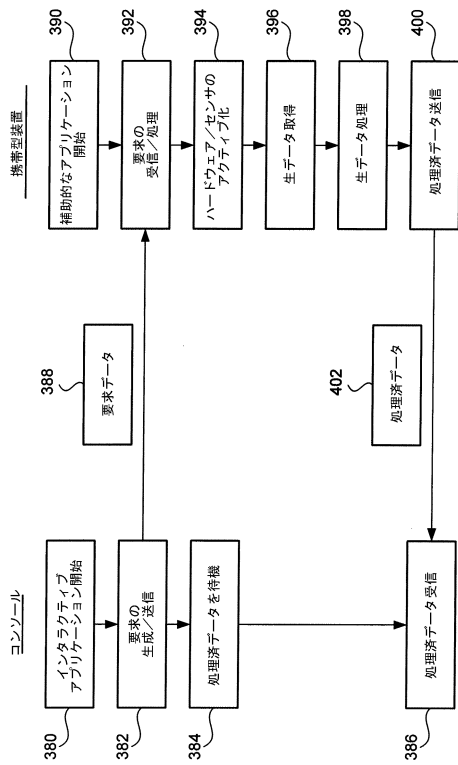 コンソール
インタラクティブ
アプリケーション開始
380
要求の
生成／送信
382
処理済データを待機
384
処理済データ受信
386
要求データ
388
処理済データ
402
携帯型装置
補助的なアプリケーション
開始
390
要求の
受信／処理
392
ハードウェア／センサの
アクティブ化
394
生データ取得
396
生データ処理
398
処理済データ送信
400